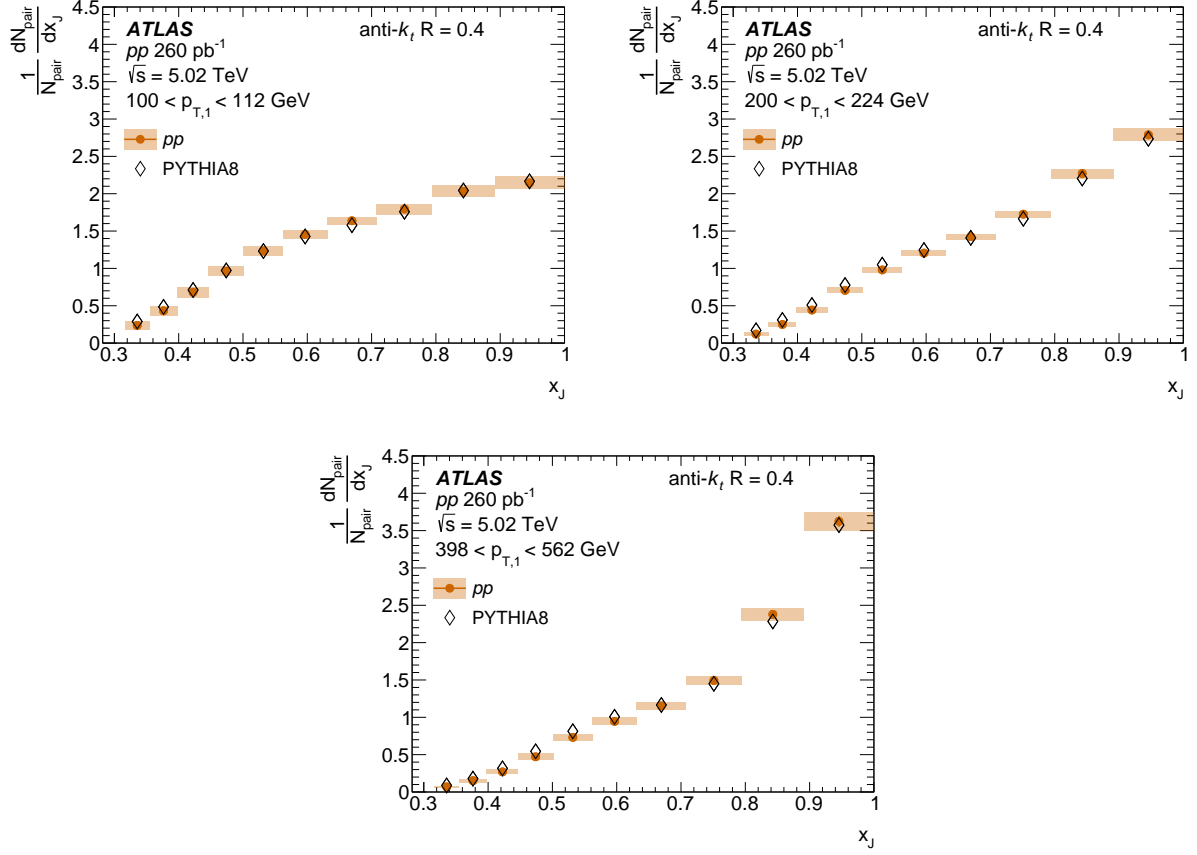 ATLAS
anti-k_t R = 0.4
pp 260 pb⁻¹
√s = 5.02 TeV
100 < p_T,1 < 112 GeV
pp
PYTHIA8
1/N_pair dN_pair/dx_J
4.5
4
3.5
3
2.5
2
1.5
1
0.5
0
0.3 0.4 0.5 0.6 0.7 0.8 0.9 1
x_J
ATLAS
anti-k_t R = 0.4
pp 260 pb⁻¹
√s = 5.02 TeV
200 < p_T,1 < 224 GeV
pp
PYTHIA8
1/N_pair dN_pair/dx_J
4.5
4
3.5
3
2.5
2
1.5
1
0.5
0
0.3 0.4 0.5 0.6 0.7 0.8 0.9 1
x_J
ATLAS
anti-k_t R = 0.4
pp 260 pb⁻¹
√s = 5.02 TeV
398 < p_T,1 < 562 GeV
pp
PYTHIA8
1/N_pair dN_pair/dx_J
4.5
4
3.5
3
2.5
2
1.5
1
0.5
0
0.3 0.4 0.5 0.6 0.7 0.8 0.9 1
x_J